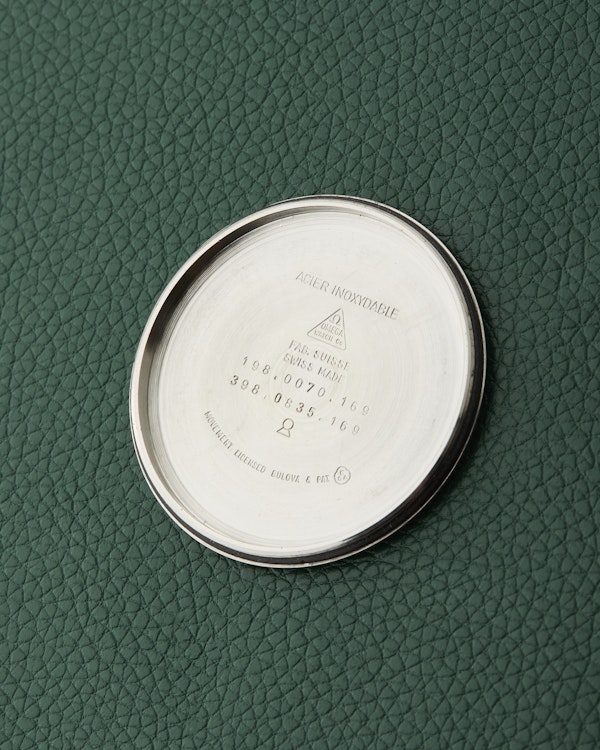 ACIER INOXYDABLE
Ω
OMEGA
WATCH Co
FAB. SUISSE
SWISS MADE
198.0070.169
398.0835.169
MOVEMENT LICENSED BULOVA & PAT.